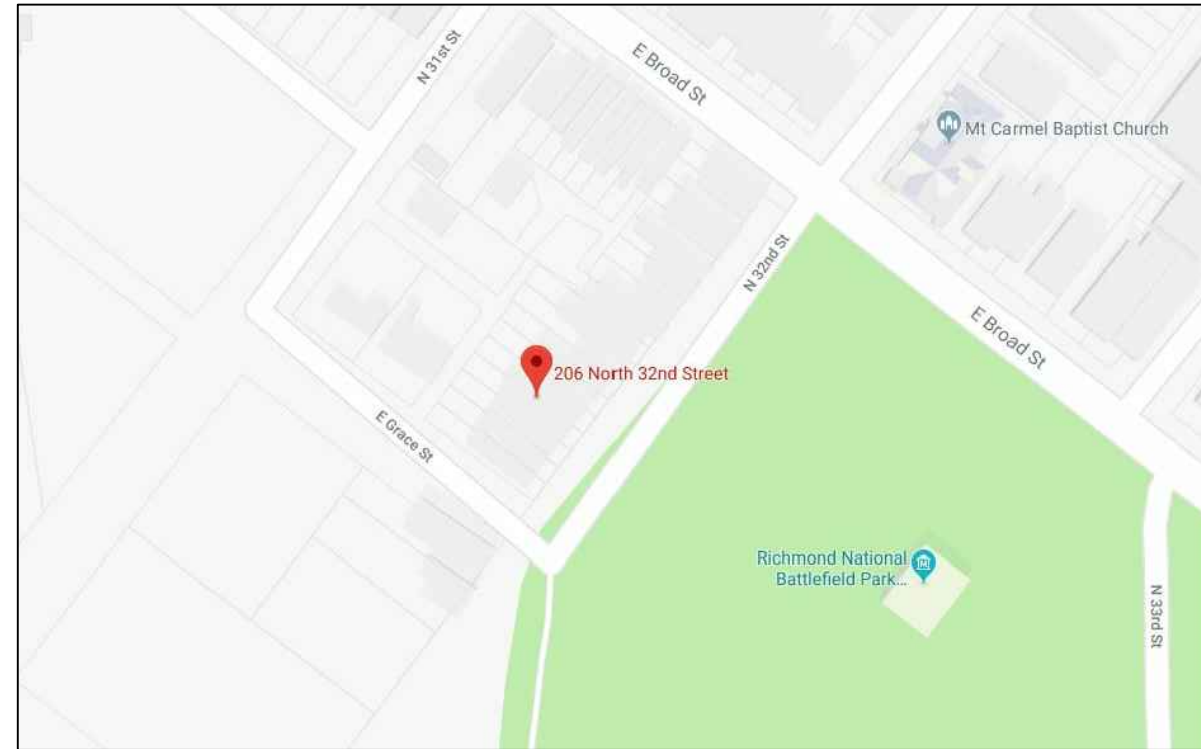 N 31st St
E Broad St
Mt Carmel Baptist Church
N 32nd St
E Broad St
206 North 32nd Street
E Grace St
Richmond National
Battlefield Park...
N 33rd St